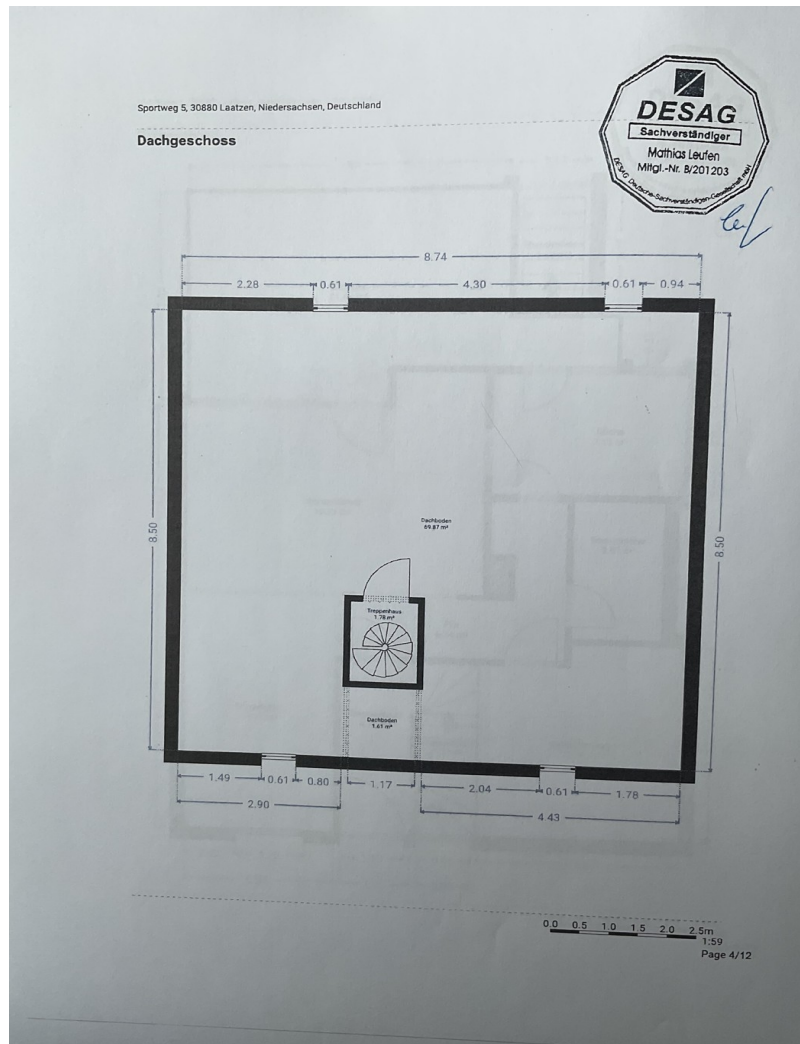 Sportweg 5, 30880 Laatzen, Niedersachsen, Deutschland
Dachgeschoss
DESAG
Sachverständiger
Mathias Leufen
Mitgl.-Nr. B/201203
DESAG Deutsche-Sachverständigen-Gesellschaft mbH
8.74
2.28
0.61
4.30
0.61
0.94
8.50
8.50
Dachboden
69.87 m²
Treppenhaus
1.78 m²
Dachboden
1.61 m²
1.49
0.61
0.80
1.17
2.04
0.61
1.78
2.90
4.43
0.0 0.5 1.0 1.5 2.0 2.5m
1:59
Page 4/12